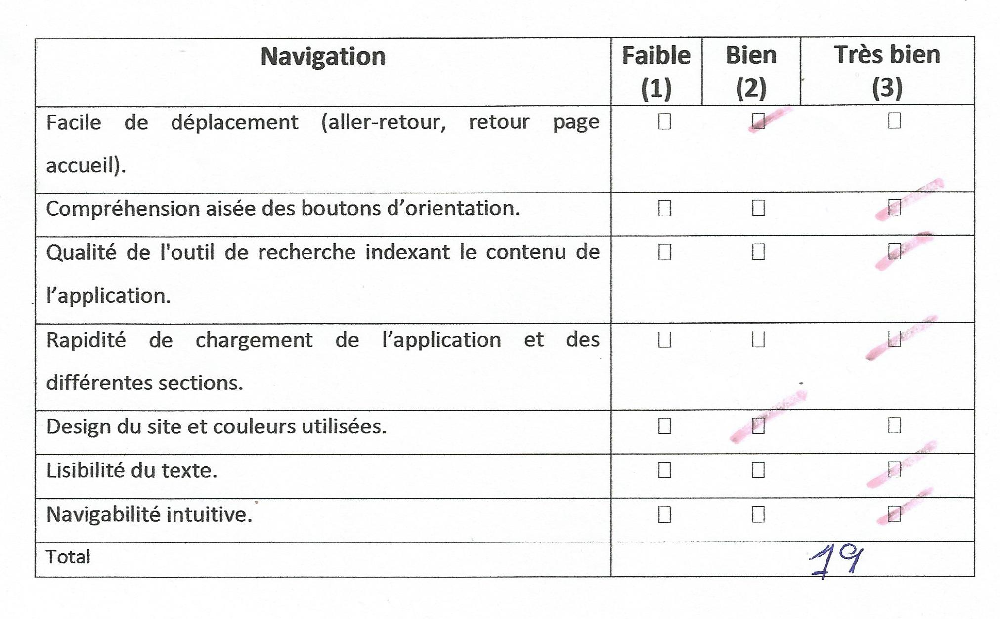 Navigation Faible Bien Très bien
(1) (2) (3)
Facile de déplacement (aller-retour, retour page
accueil).
Compréhension aisée des boutons d’orientation.
Qualité de l'outil de recherche indexant le contenu de
l’application.
Rapidité de chargement de l’application et des
différentes sections.
Design du site et couleurs utilisées.
Lisibilité du texte.
Navigabilité intuitive.
Total 19